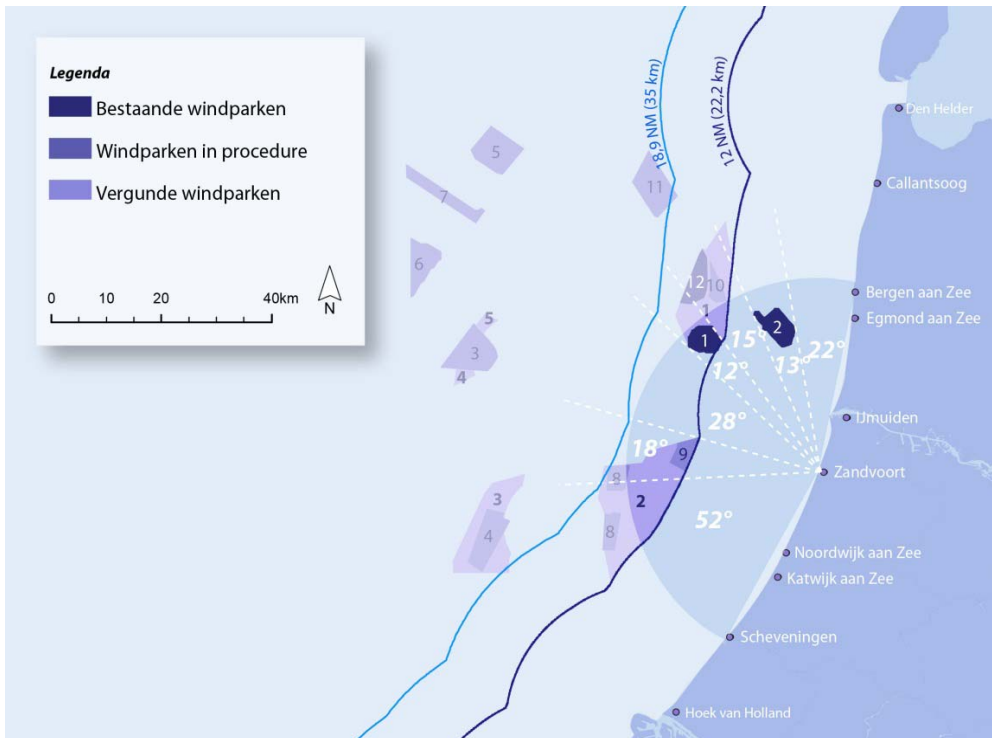 Legenda
Bestaande windparken
Windparken in procedure
Vergunde windparken
0 10 20 40km
N
18,9 NM (35 km)
12 NM (22,2 km)
Den Helder
Callantsoog
Bergen aan Zee
Egmond aan Zee
IJmuiden
Zandvoort
Noordwijk aan Zee
Katwijk aan Zee
Scheveningen
Hoek van Holland
5
7
11
6
12
10
1
5
1
2
3
15°
22°
4
12°
13°
28°
18°
9
8
3
2
52°
4
8